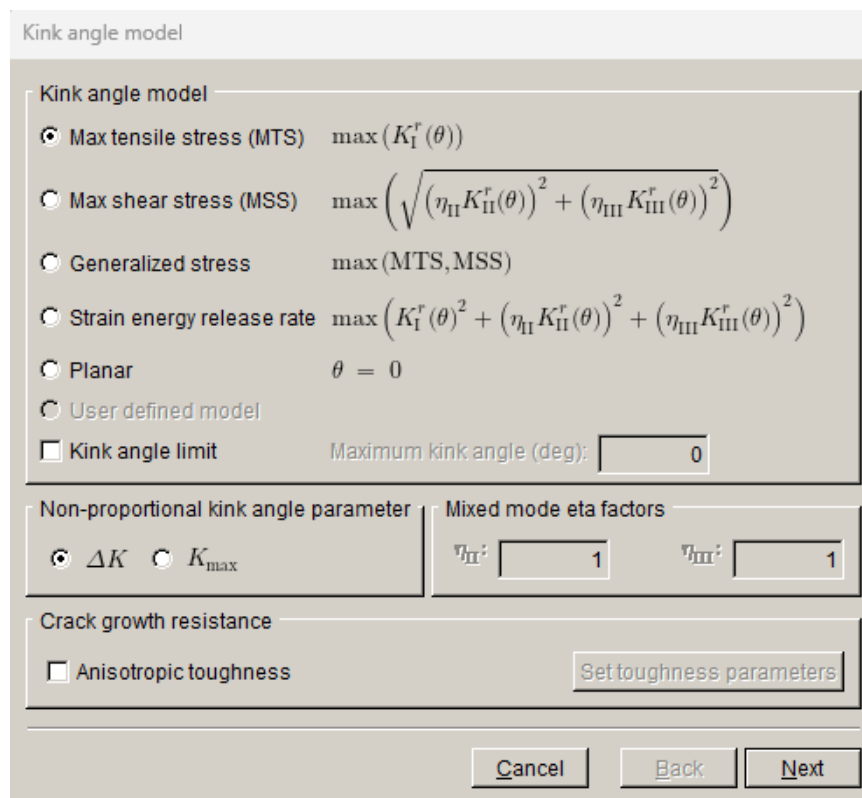 Kink angle model
Kink angle model
Max tensile stress (MTS) max(K_I^r(θ))
Max shear stress (MSS) max(√((η_II K_II^r(θ))^2 + (η_III K_III^r(θ))^2))
Generalized stress max(MTS,MSS)
Strain energy release rate max(K_I^r(θ)^2 + (η_II K_II^r(θ))^2 + (η_III K_III^r(θ))^2)
Planar θ = 0
User defined model
Kink angle limit Maximum kink angle (deg): 0
Non-proportional kink angle parameter
ΔK K_max
Mixed mode eta factors
η_II: 1 η_III: 1
Crack growth resistance
Anisotropic toughness Set toughness parameters
Cancel Back Next